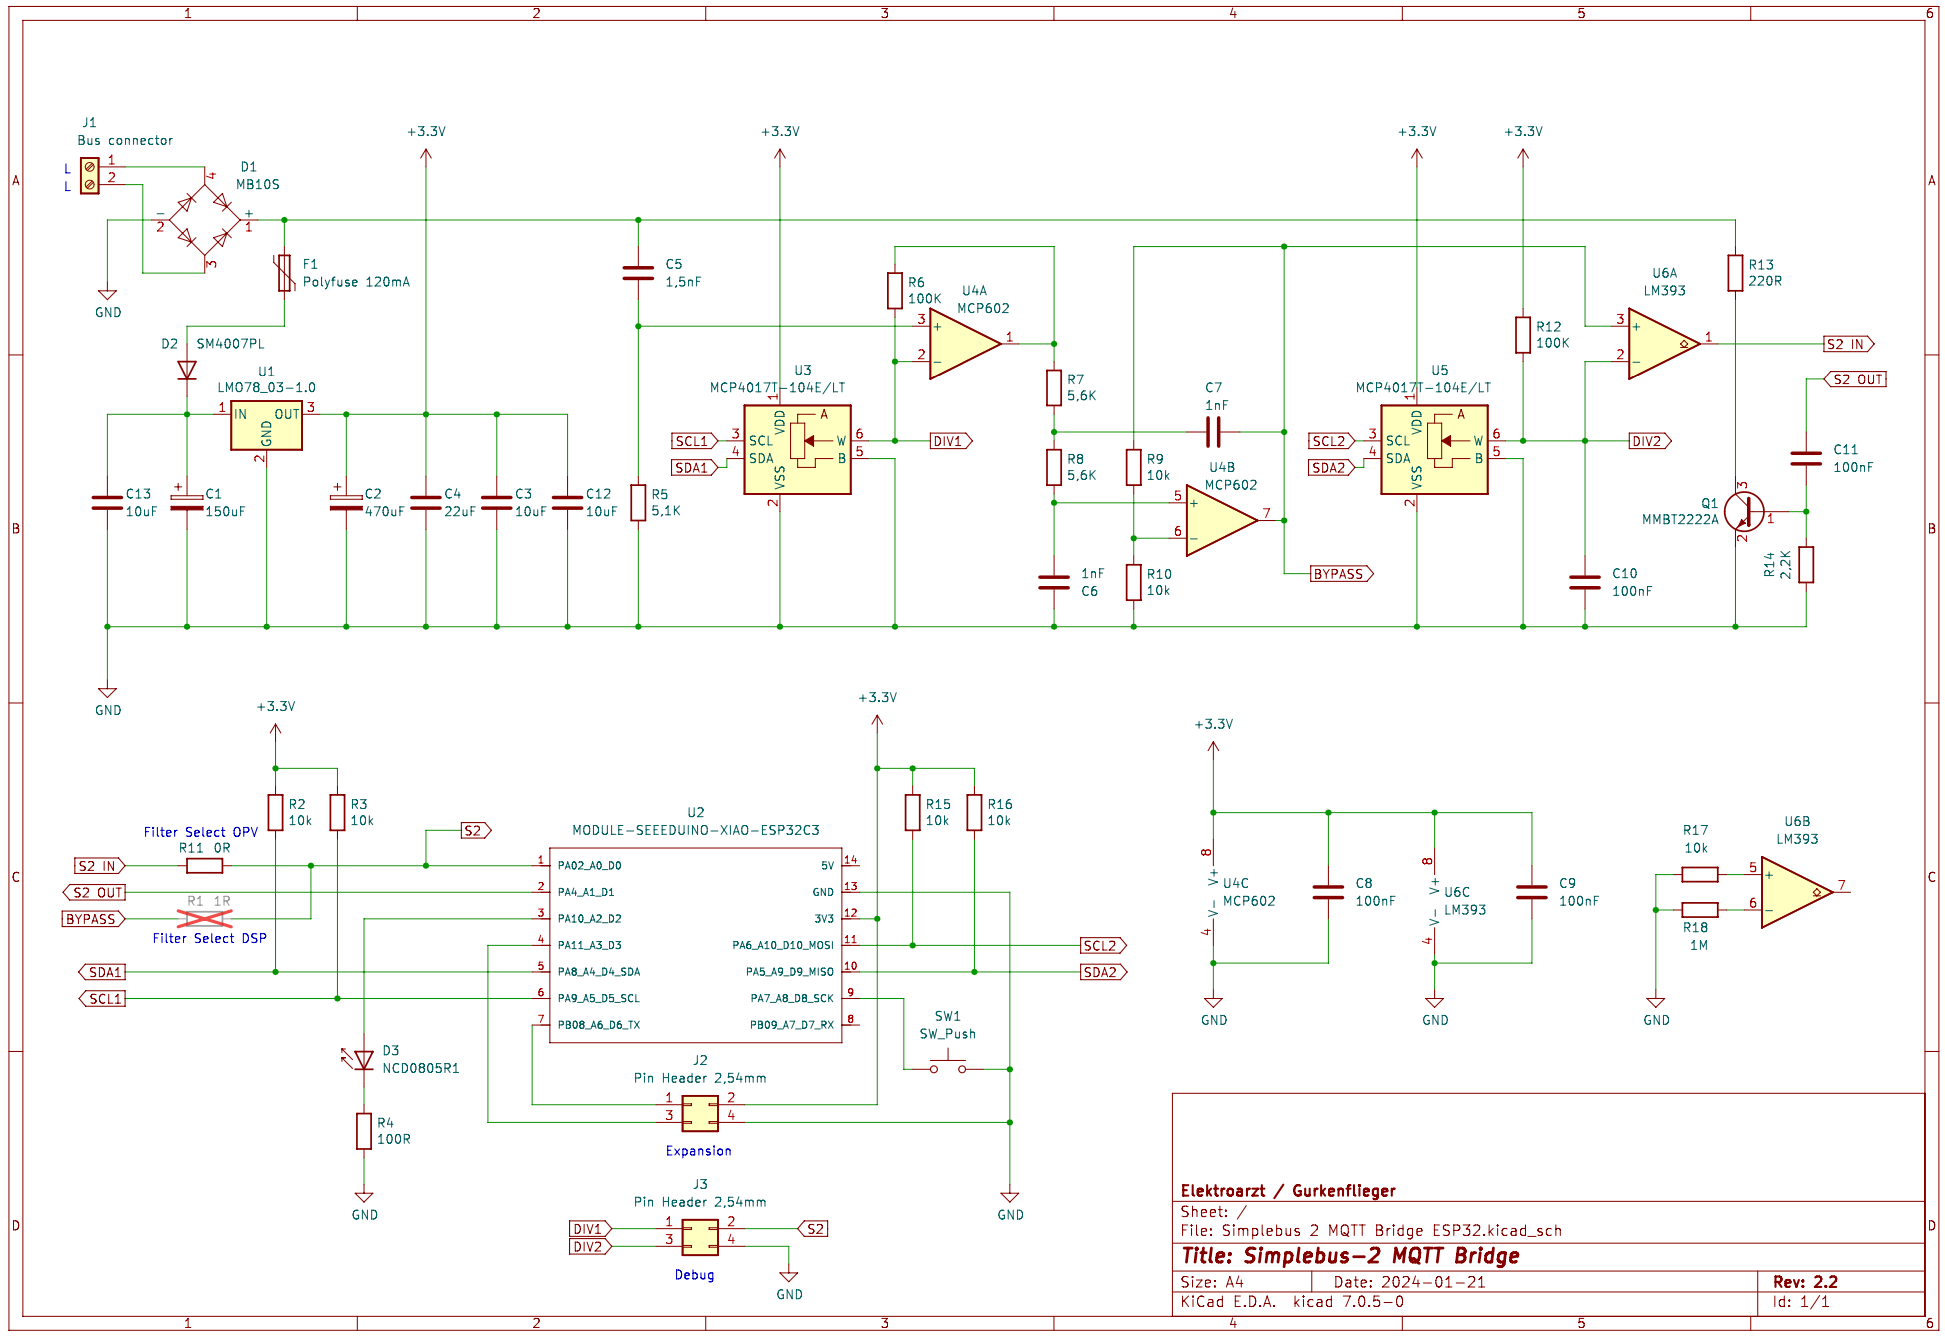 1 2 3 4 5 6
J1
Bus connector
L 1
L 2
D1
MB10S
4
- +
2 1
3
GND
F1
Polyfuse 120mA
D2 SM4007PL
U1
LMO78_03-1.0
1 IN OUT 3
GND
2
C13
10uF
+ C1
150uF
+ C2
470uF
C4
22uF
C3
10uF
C12
10uF
GND
+3.3V
C5
1,5nF
R5
5,1K
+3.3V
U3
MCP4017T-104E/LT
1
VDD A
SCL1 3 SCL W 6 DIV1
SDA1 4 SDA B 5
VSS
2
R6
100K
U4A
MCP602
3 +
1
2 -
R7
5,6K
R8
5,6K
C7
1nF
R9
10k
U4B
MCP602
5 +
7
6 -
1nF
C6
R10
10k
BYPASS
+3.3V
+3.3V
U5
MCP4017T-104E/LT
1
VDD A
SCL2 3 SCL W 6 DIV2
SDA2 4 SDA B 5
VSS
2
R12
100K
U6A
LM393
3 +
1
2 -
C10
100nF
R13
220R
S2 IN
S2 OUT
C11
100nF
Q1
MMBT2222A
3
1
2
R14
2,2K
A
B
C
D
A
B
C
D
+3.3V
R2
10k
R3
10k
Filter Select OPV
R11 0R
S2 IN
S2 OUT
R1 1R
BYPASS
Filter Select DSP
SDA1
SCL1
S2
U2
MODULE-SEEEDUINO-XIAO-ESP32C3
1 PA02_A0_D0 5V 14
2 PA4_A1_D1 GND 13
3 PA10_A2_D2 3V3 12
4 PA11_A3_D3 PA6_A10_D10_MOSI 11
5 PA8_A4_D4_SDA PA5_A9_D9_MISO 10
6 PA9_A5_D5_SCL PA7_A8_D8_SCK 9
7 PB08_A6_D6_TX PB09_A7_D7_RX 8
D3
NCD0805R1
R4
100R
GND
+3.3V
R15
10k
R16
10k
SCL2
SDA2
SW1
SW_Push
J2
Pin Header 2,54mm
1 2
3 4
Expansion
GND
J3
Pin Header 2,54mm
DIV1 1 2 S2
DIV2 3 4
Debug
GND
+3.3V
8
V+
U4C
MCP602
V-
4
C8
100nF
GND
8
V+
U6C
LM393
V-
4
C9
100nF
GND
R17
10k
R18
1M
U6B
LM393
5 +
7
6 -
GND
Elektroarzt / Gurkenflieger
Sheet: /
File: Simplebus 2 MQTT Bridge ESP32.kicad_sch
Title: Simplebus-2 MQTT Bridge
Size: A4 Date: 2024-01-21 Rev: 2.2
KiCad E.D.A. kicad 7.0.5-0 Id: 1/1
1 2 3 4 5 6